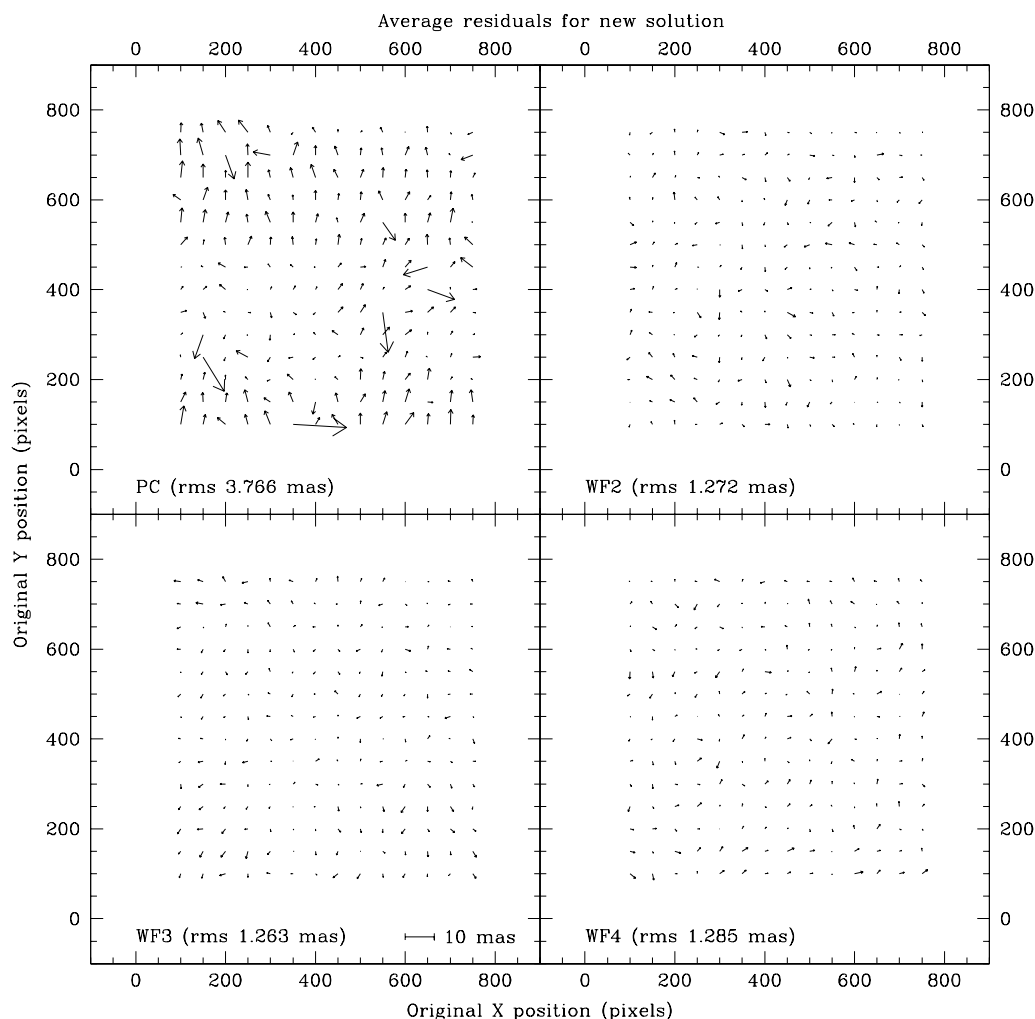 Average residuals for new solution
0 200 400 600 800 0 200 400 600 800
800 800
600 600
400 400
200 200
0 0
PC (rms 3.766 mas) WF2 (rms 1.272 mas)
Original Y position (pixels)
800 800
600 600
400 400
200 200
0 0
WF3 (rms 1.263 mas) 10 mas WF4 (rms 1.285 mas)
0 200 400 600 800 0 200 400 600 800
Original X position (pixels)